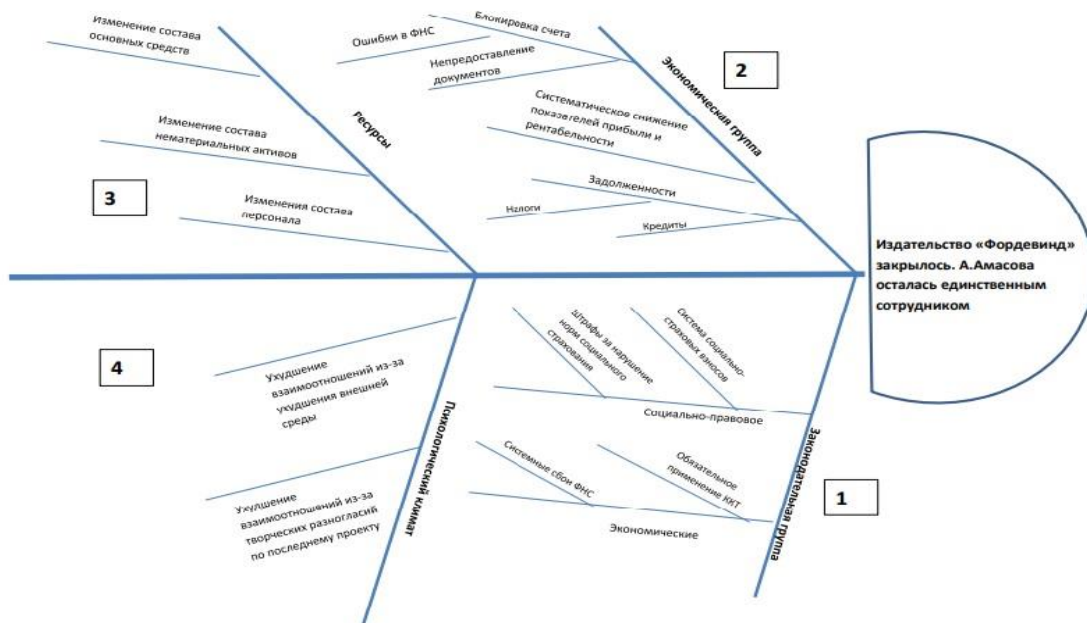 Изменение состава
основных средств
Изменение состава
нематериальных активов
3
Изменения состава
персонала
ресурсы
Блокировка счета
Ошибки в ФНС
Непредоставление
документов
Систематическое снижение
показателей прибыли и
рентабельности
Задолженности
Налоги
Кредиты
Экономическая группа
2
Издательство «Фордевинд»
закрылось. А.Амасова
осталась единственным
сотрудником
4
Ухудшение
взаимоотношений из-за
ухудшения внешней
среды
Ухудшение
взаимоотношений из-за
творческих разногласий
по последнему проекту
Психологический климат
Штрафы за нарушение
норм социального
страхования
Система социально-
страховых взносов
Социально-правовое
Системные сбои ФНС
Обязательное
применение ККТ
Экономические
Законодательная группа
1